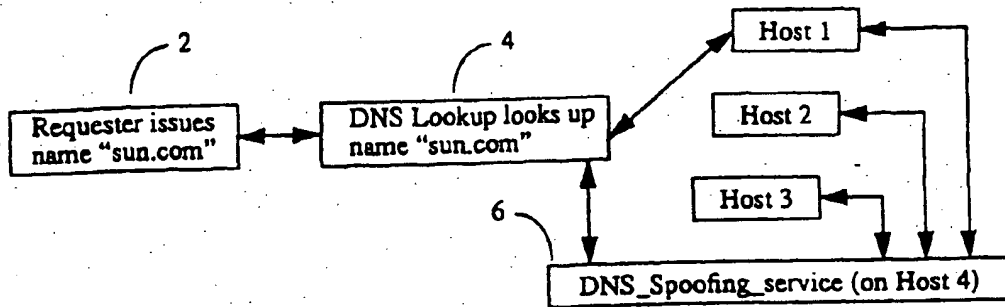 2
4
Host 1
Requester issues
name "sun.com"
DNS Lookup looks up
name "sun.com"
Host 2
Host 3
6
DNS_Spoofing_service (on Host 4)